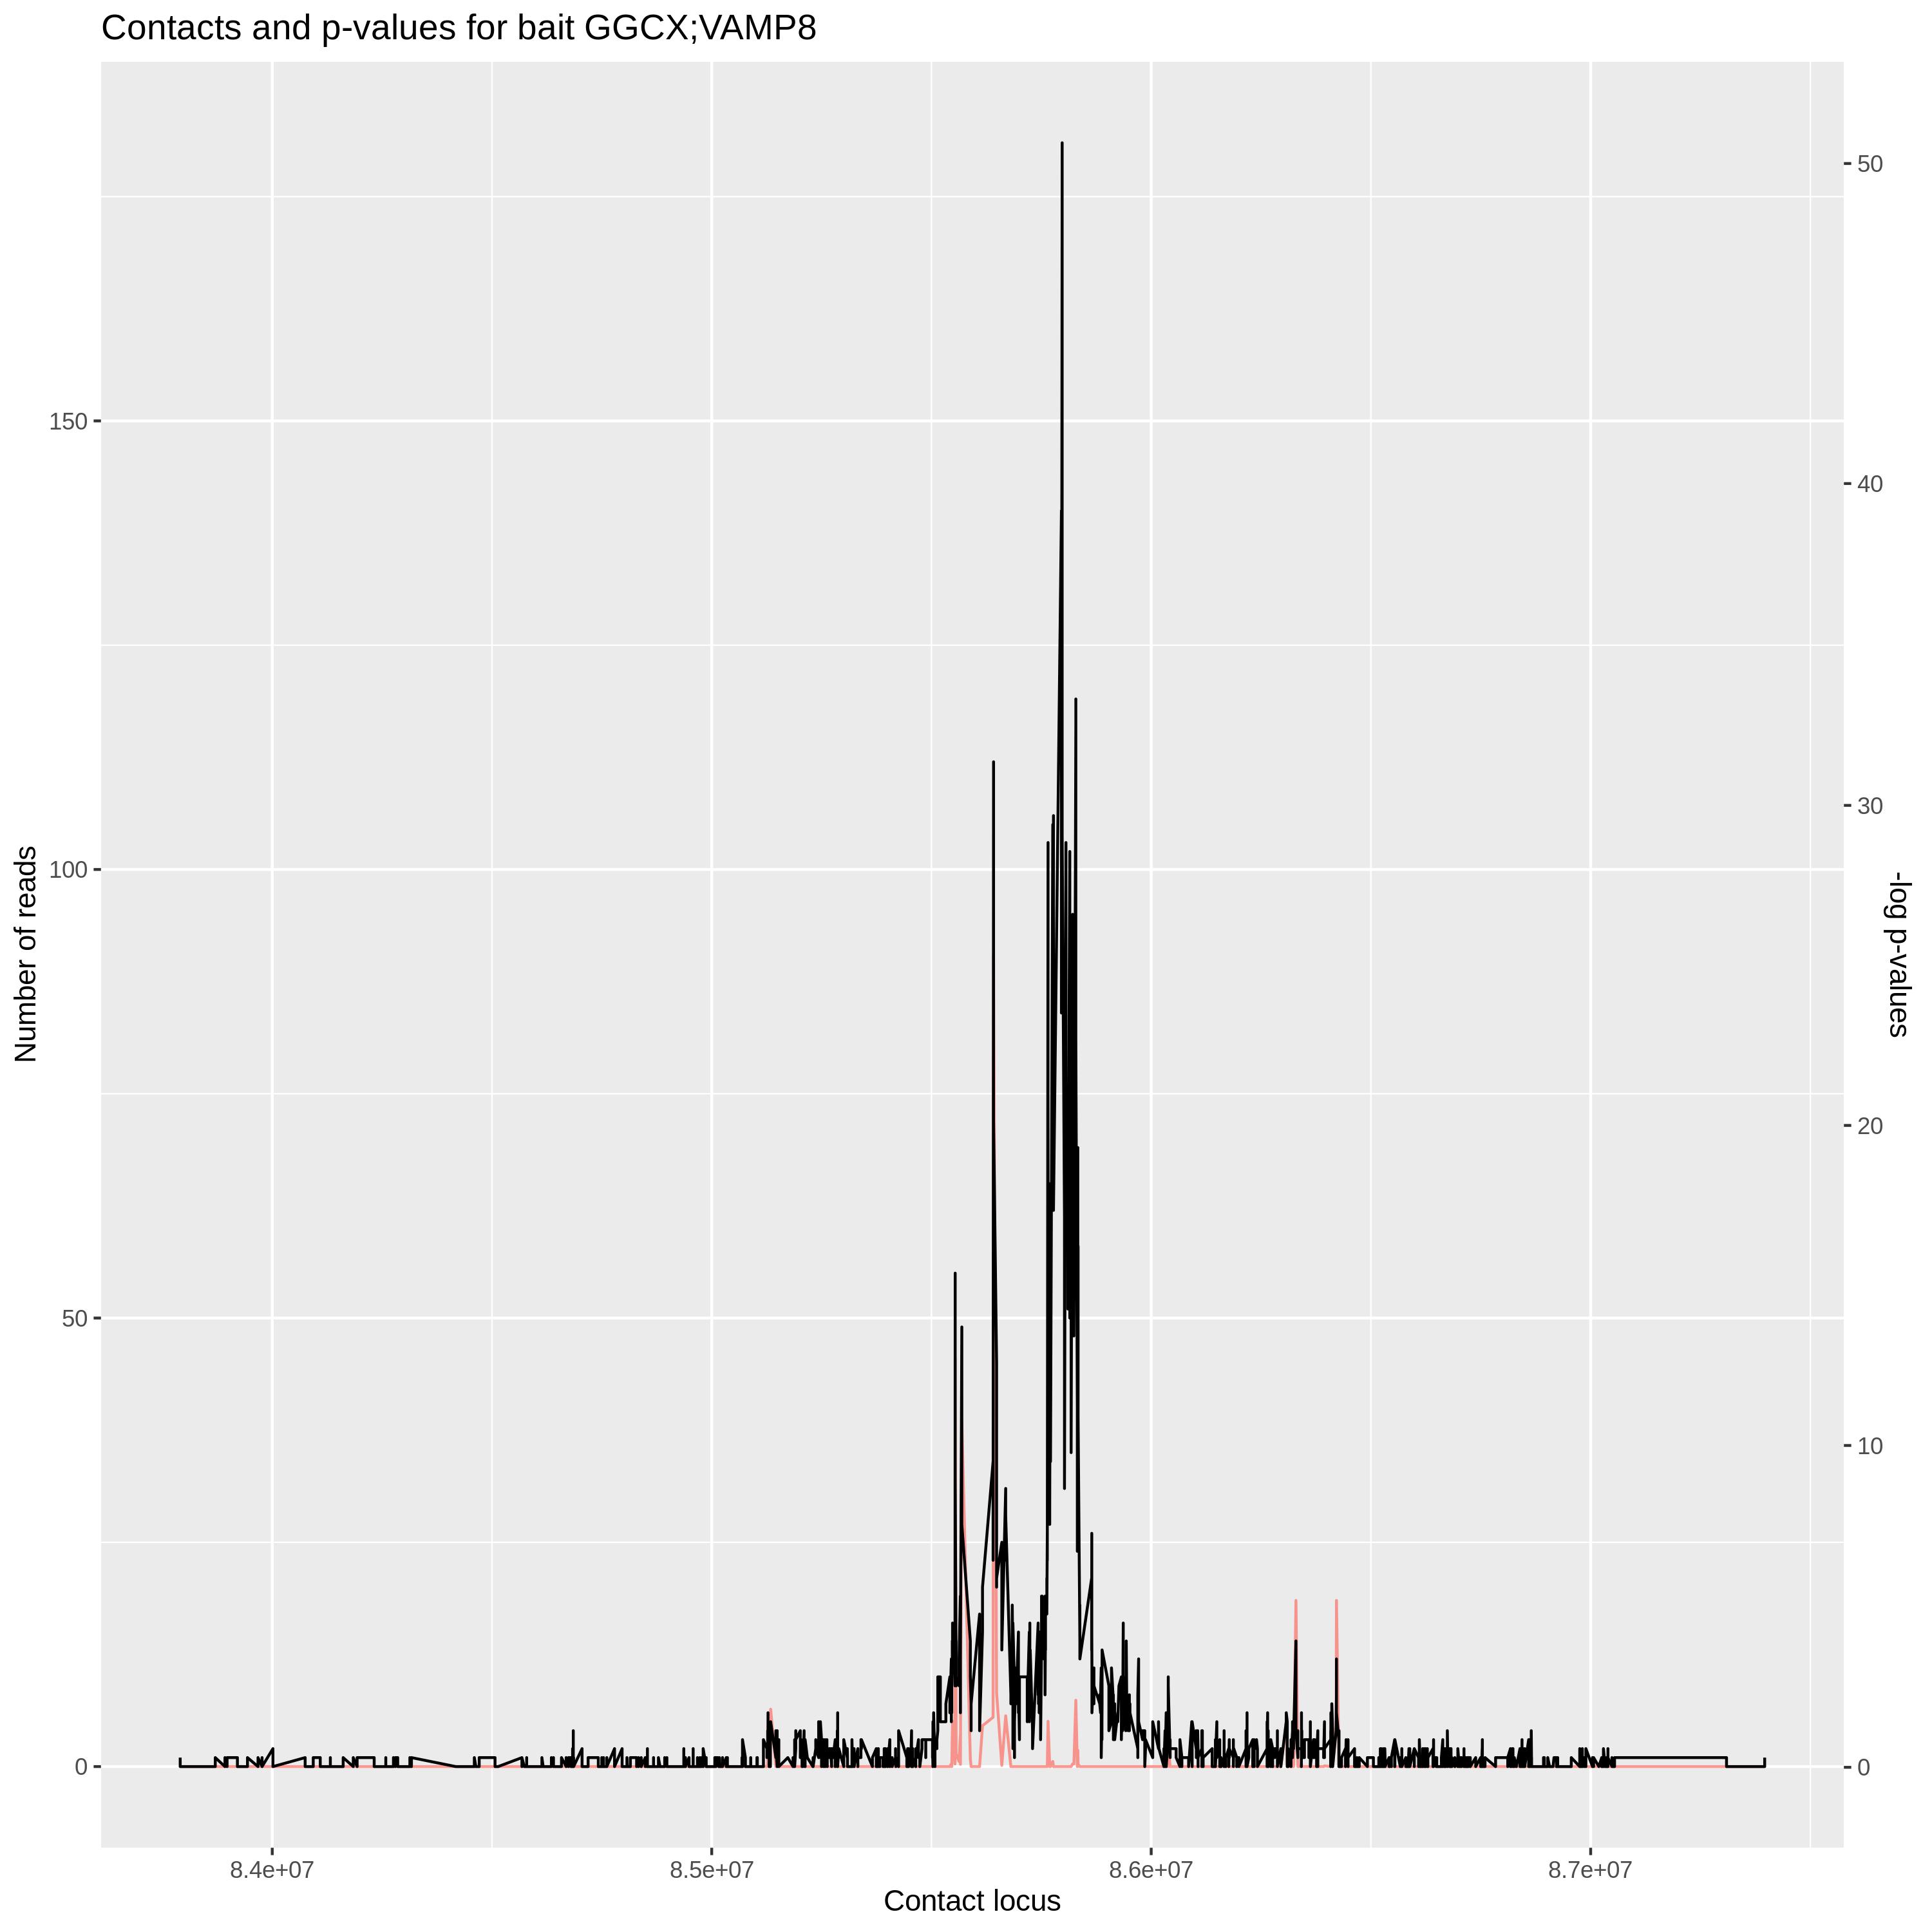 Contacts and p-values for bait GGCX;VAMP8
Number of reads
150
100
50
0
50
40
30
20
10
0
-log p-values
8.4e+07
8.5e+07
8.6e+07
8.7e+07
Contact locus